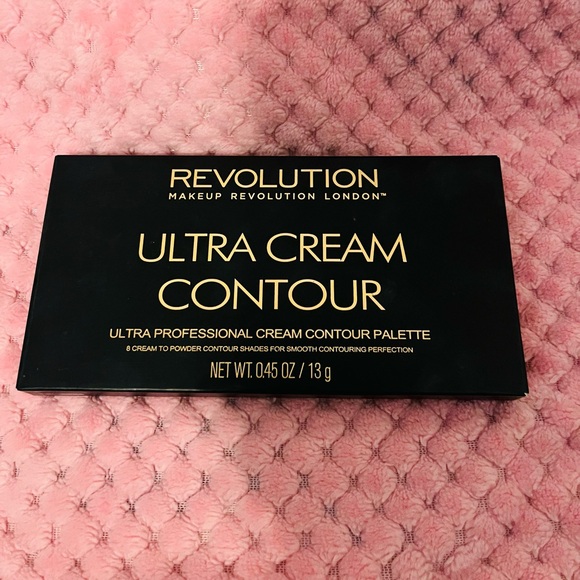 REVOLUTION
MAKEUP REVOLUTION LONDON™
ULTRA CREAM
CONTOUR
ULTRA PROFESSIONAL CREAM CONTOUR PALETTE
8 CREAM TO POWDER CONTOUR SHADES FOR SMOOTH CONTOURING PERFECTION
NET WT. 0.45 OZ / 13 g